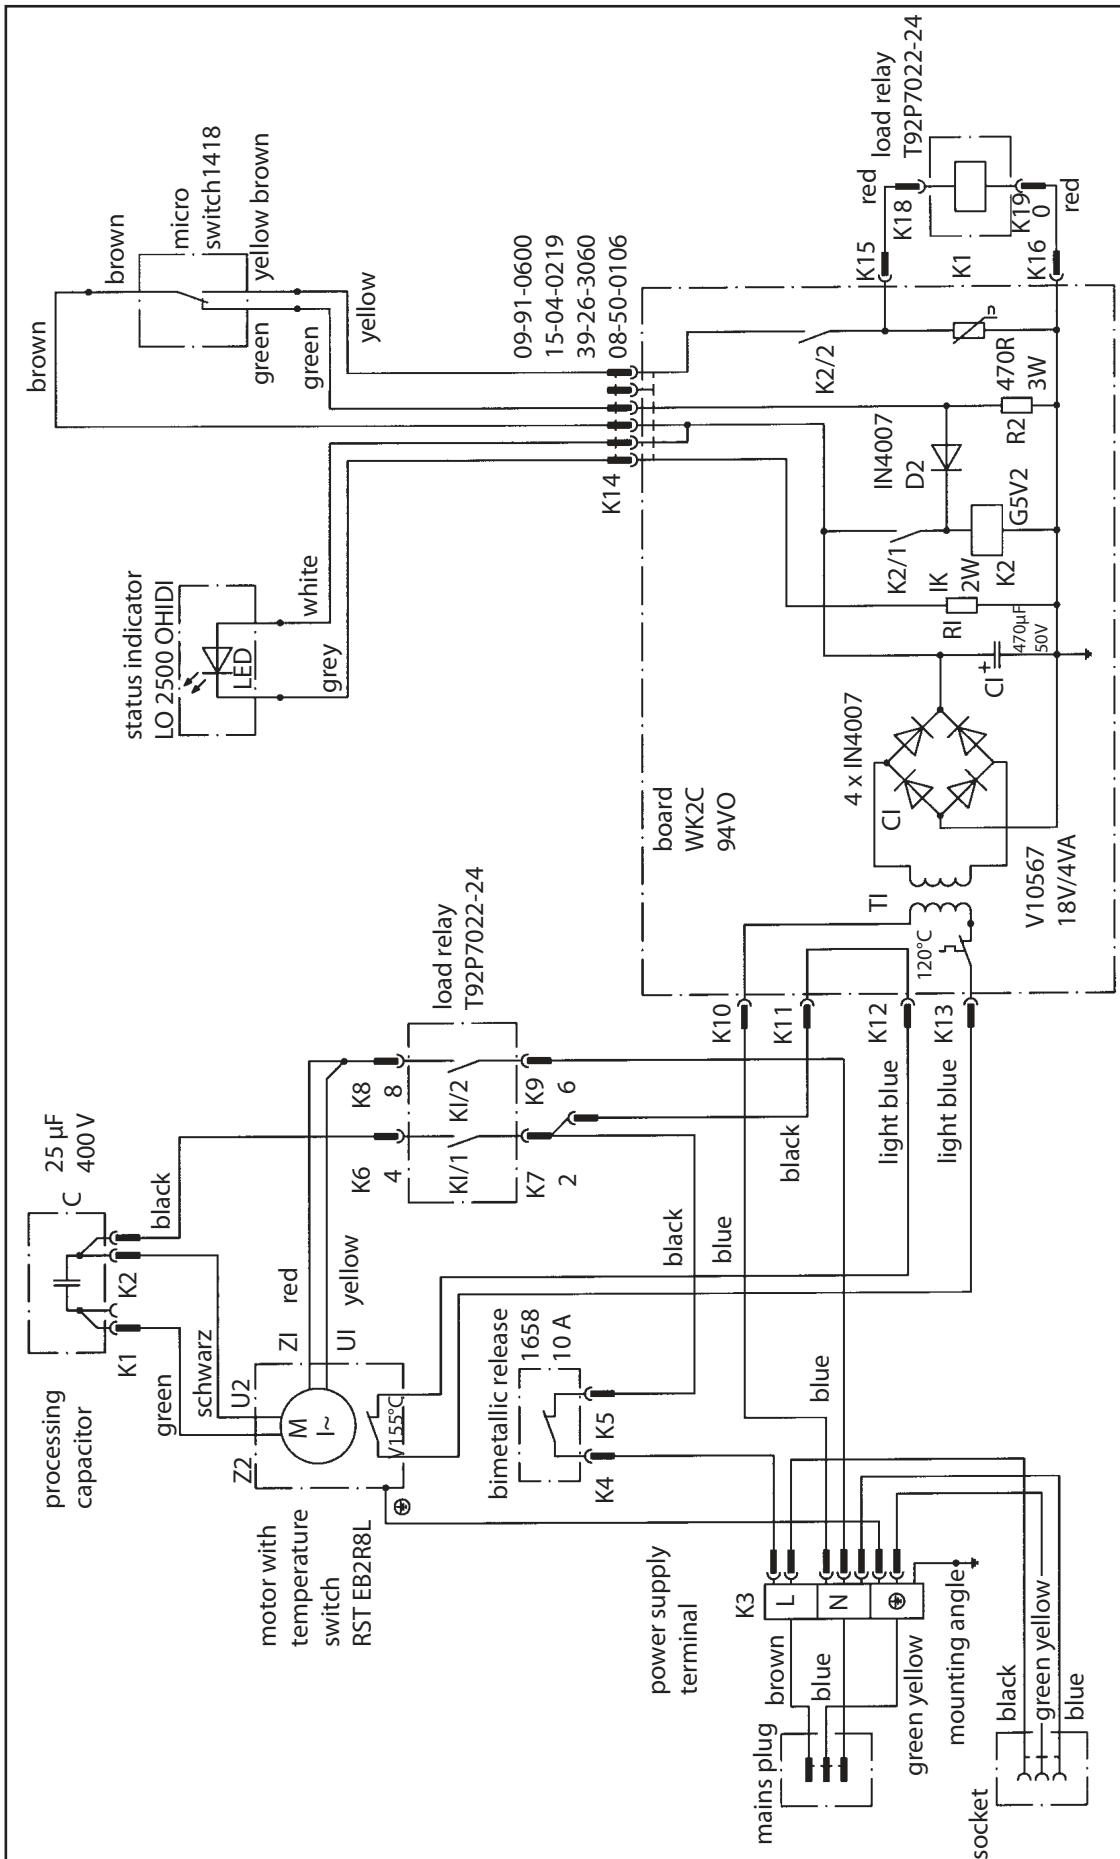 processing
capacitor
C
25 µF
400 V
K1
K2
black
green
schwarz
Z2
U2
ZI
UI
red
yellow
M
I~
V155°C
motor with
temperature
switch
RST EB2R8L
bimetallic release
1658
10 A
K4
K5
black
load relay
T92P7022-24
K6
4
K8
8
KI/1
KI/2
K7
2
K9
6
blue
black
blue
light blue
light blue
power supply
terminal
K3
L
N
brown
blue
green yellow
mounting angle
mains plug
socket
black
green yellow
blue
status indicator
LO 2500 OHIDI
LED
white
grey
brown
brown
micro
switch1418
yellow brown
green
green
yellow
K14
09-91-0600
15-04-0219
39-26-3060
08-50-0106
board
WK2C
94VO
K10
K11
K12
K13
120°C
TI
V10567
18V/4VA
CI
4 x IN4007
CI
+
470µF
50V
RI
IK
2W
K2/1
K2
G5V2
IN4007
D2
R2
470R
3W
K2/2
U
K15
K16
K1
red
K18
K19
0
red
load relay
T92P7022-24